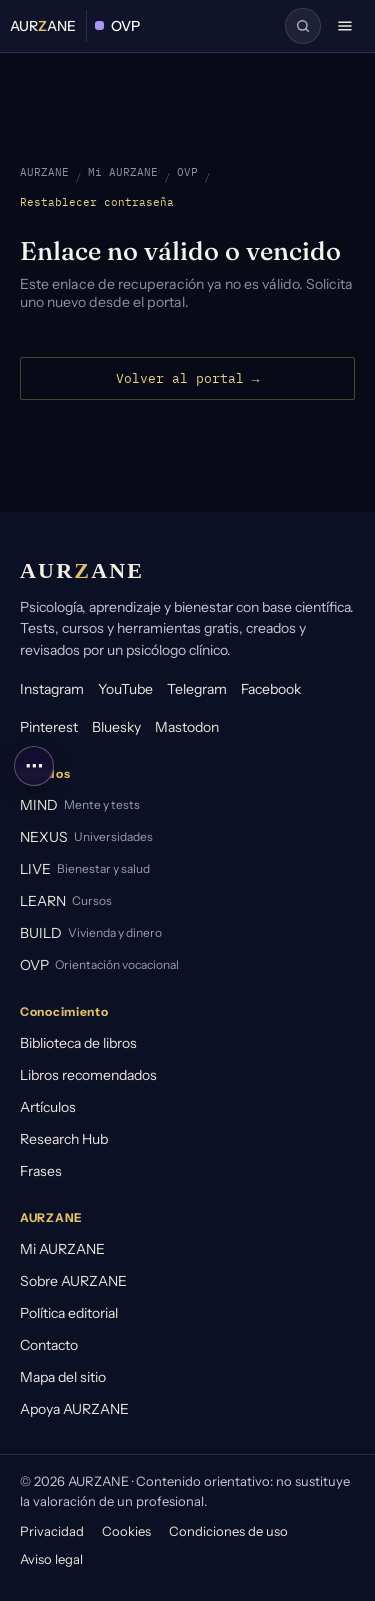 AURZANE OVP
AURZANE / Mi AURZANE / OVP /
Restablecer contraseña
Enlace no válido o vencido
Este enlace de recuperación ya no es válido. Solicita
uno nuevo desde el portal.
Volver al portal →
AURZANE
Psicología, aprendizaje y bienestar con base científica.
Tests, cursos y herramientas gratis, creados y
revisados por un psicólogo clínico.
Instagram YouTube Telegram Facebook
Pinterest Bluesky Mastodon
MIND Mente y tests
NEXUS Universidades
LIVE Bienestar y salud
LEARN Cursos
BUILD Vivienda y dinero
OVP Orientación vocacional
Conocimiento
Biblioteca de libros
Libros recomendados
Artículos
Research Hub
Frases
AURZANE
Mi AURZANE
Sobre AURZANE
Política editorial
Contacto
Mapa del sitio
Apoya AURZANE
© 2026 AURZANE · Contenido orientativo: no sustituye
la valoración de un profesional.
Privacidad Cookies Condiciones de uso
Aviso legal